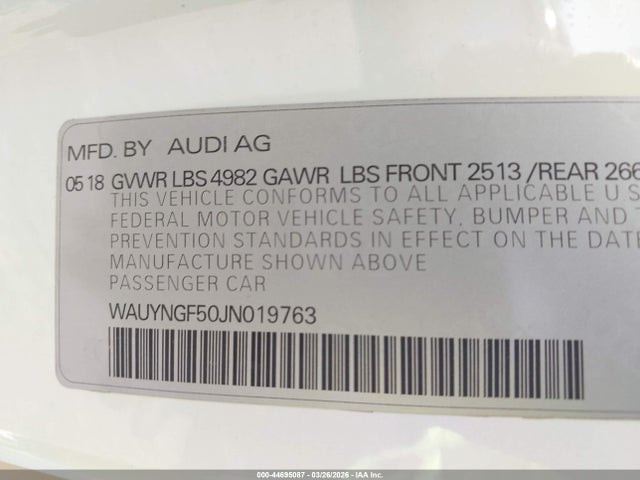 MFD. BY AUDI AG
05 18 GVWR LBS 4982 GAWR LBS FRONT 2513 /REAR 266
THIS VEHICLE CONFORMS TO ALL APPLICABLE U S
FEDERAL MOTOR VEHICLE SAFETY, BUMPER AND T
PREVENTION STANDARDS IN EFFECT ON THE DATE
MANUFACTURE SHOWN ABOVE
PASSENGER CAR
WAUYNGF50JN019763
000-44695087 - 03/26/2026 - IAA Inc.